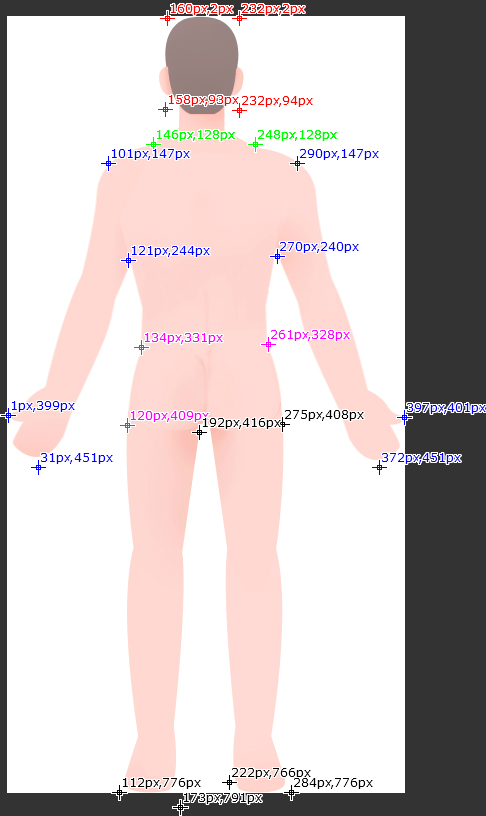 160px,2px 232px,2px
158px,93px 232px,94px
146px,128px 248px,128px
101px,147px 290px,147px
121px,244px 270px,240px
134px,331px 261px,328px
1px,399px 397px,401px
120px,409px 192px,416px 275px,408px
31px,451px 372px,451px
222px,766px
112px,776px 284px,776px
173px,791px